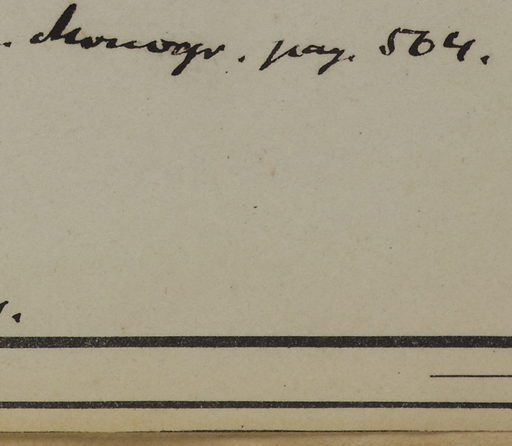 . Monogr. pag. 564.